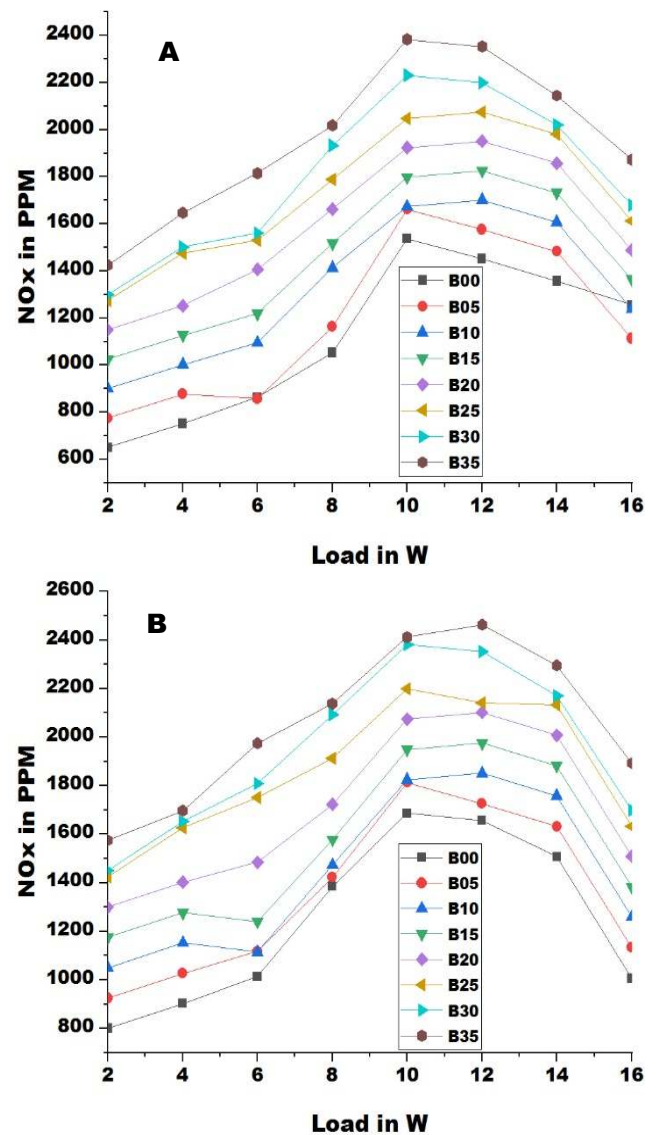 A
2400
2200
2000
1800
1600
1400
1200
1000
800
600
NOx in PPM
B00
B05
B10
B15
B20
B25
B30
B35
2 4 6 8 10 12 14 16
Load in W
B
2600
2400
2200
2000
1800
1600
1400
1200
1000
800
NOx in PPM
B00
B05
B10
B15
B20
B25
B30
B35
2 4 6 8 10 12 14 16
Load in W